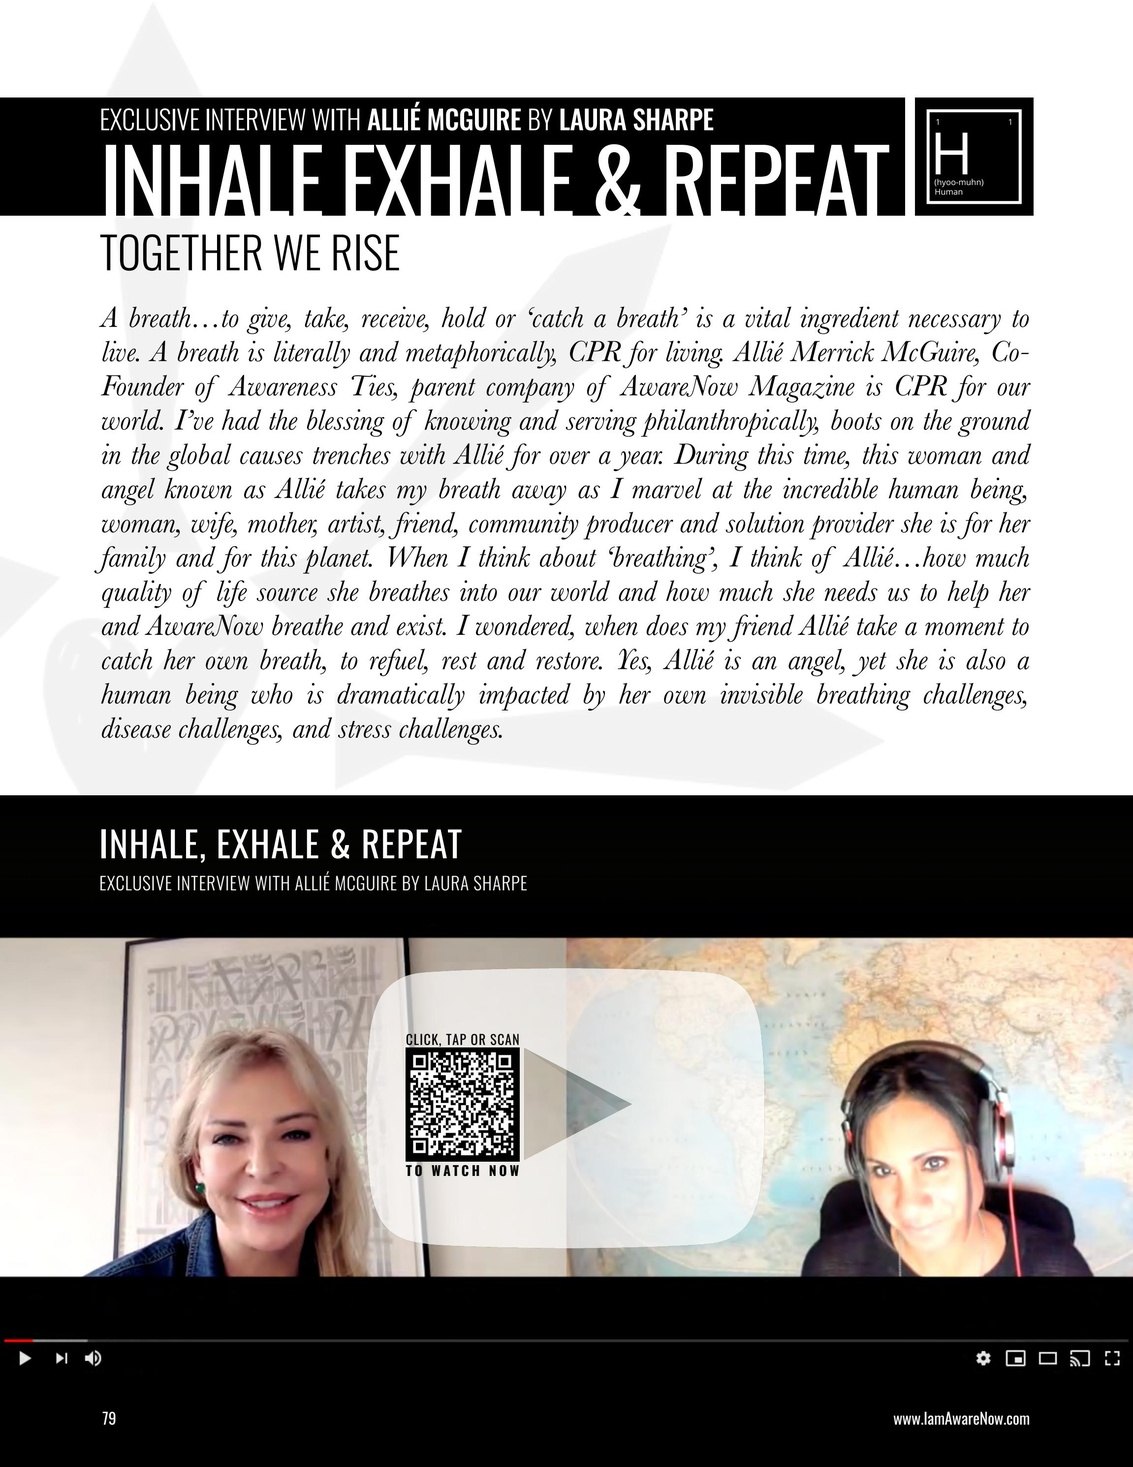 EXCLUSIVE INTERVIEW WITH ALLIÉ MCGUIRE BY LAURA SHARPE
INHALE EXHALE & REPEAT
1 1
H
(hyoo-muhn)
Human
TOGETHER WE RISE
A breath…to give, take, receive, hold or ‘catch a breath’ is a vital ingredient necessary to
live. A breath is literally and metaphorically, CPR for living. Allié Merrick McGuire, Co-
Founder of Awareness Ties, parent company of AwareNow Magazine is CPR for our
world. I’ve had the blessing of knowing and serving philanthropically, boots on the ground
in the global causes trenches with Allié for over a year. During this time, this woman and
angel known as Allié takes my breath away as I marvel at the incredible human being,
woman, wife, mother, artist, friend, community producer and solution provider she is for her
family and for this planet. When I think about ‘breathing’, I think of Allié…how much
quality of life source she breathes into our world and how much she needs us to help her
and AwareNow breathe and exist. I wondered, when does my friend Allié take a moment to
catch her own breath, to refuel, rest and restore. Yes, Allié is an angel, yet she is also a
human being who is dramatically impacted by her own invisible breathing challenges,
disease challenges, and stress challenges.
INHALE, EXHALE & REPEAT
EXCLUSIVE INTERVIEW WITH ALLIÉ MCGUIRE BY LAURA SHARPE
CLICK, TAP OR SCAN
TO WATCH NOW
79
www.IamAwareNow.com